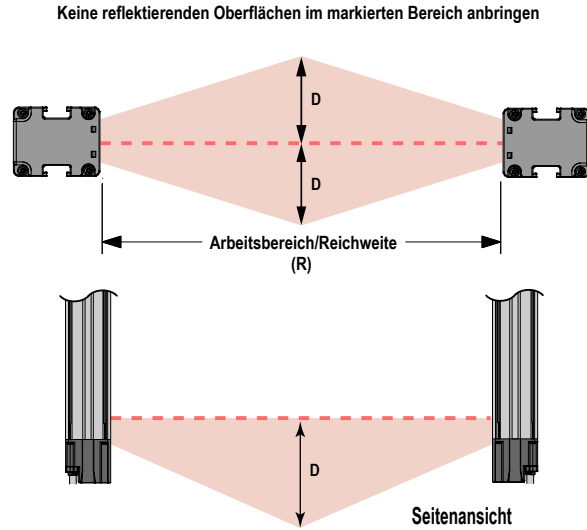 Keine reflektierenden Oberflächen im markierten Bereich anbringen
D
D
Arbeitsbereich/Reichweite
(R)
D
Seitenansicht